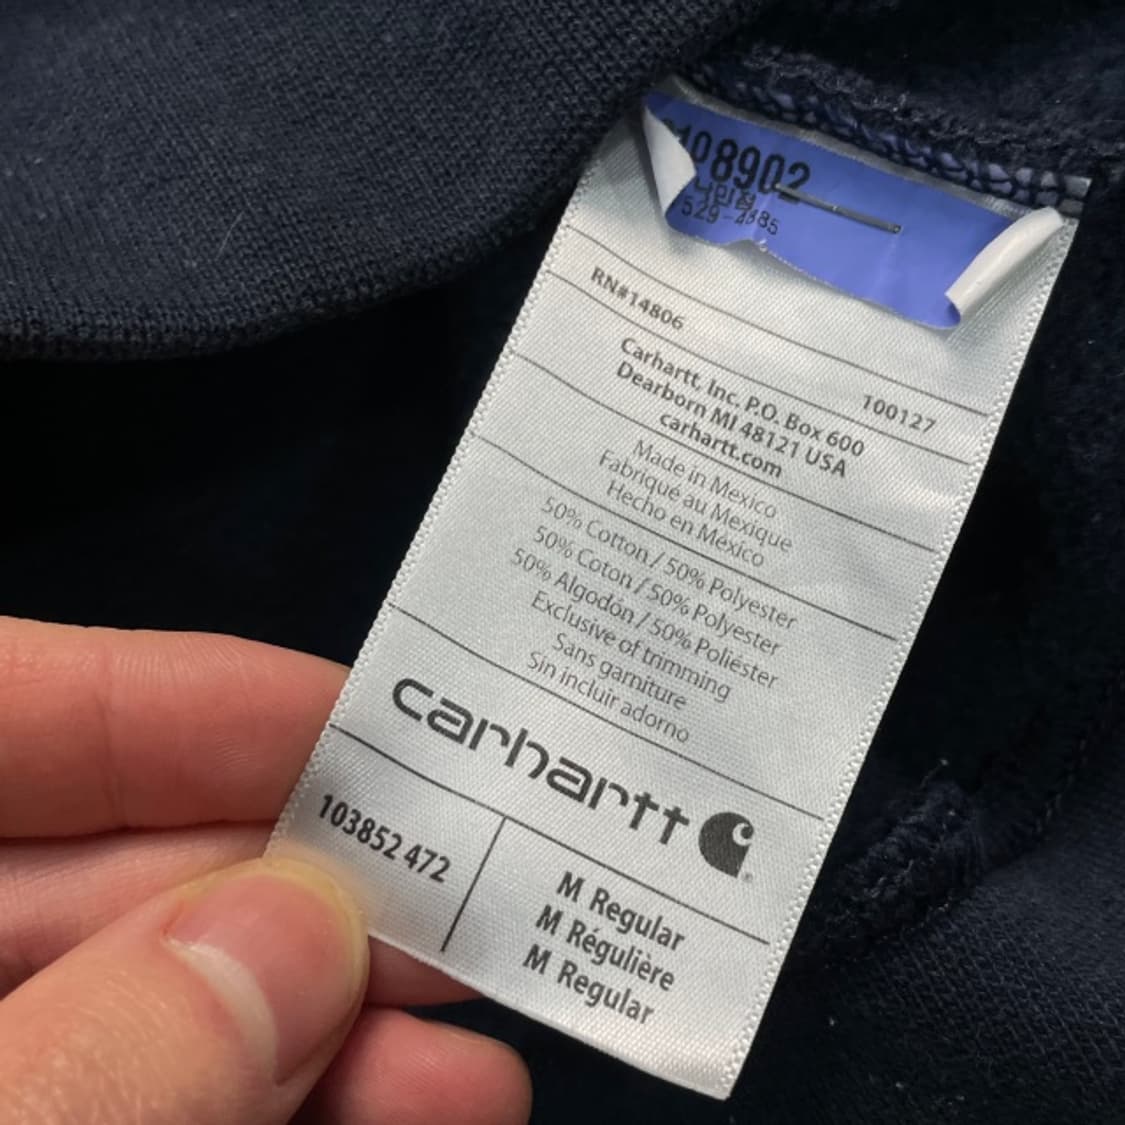 108902
529-2385
RN#14806
100127
Carhartt, Inc. P.O. Box 600
Dearborn MI 48121 USA
carhartt.com
Made in Mexico
Fabriqué au Mexique
Hecho en México
50% Cotton / 50% Polyester
50% Coton / 50% Polyester
50% Algodón / 50% Poliéster
Exclusive of trimming
Sans garniture
Sin incluir adorno
carhartt
103852 472
M Regular
M Régulière
M Regular